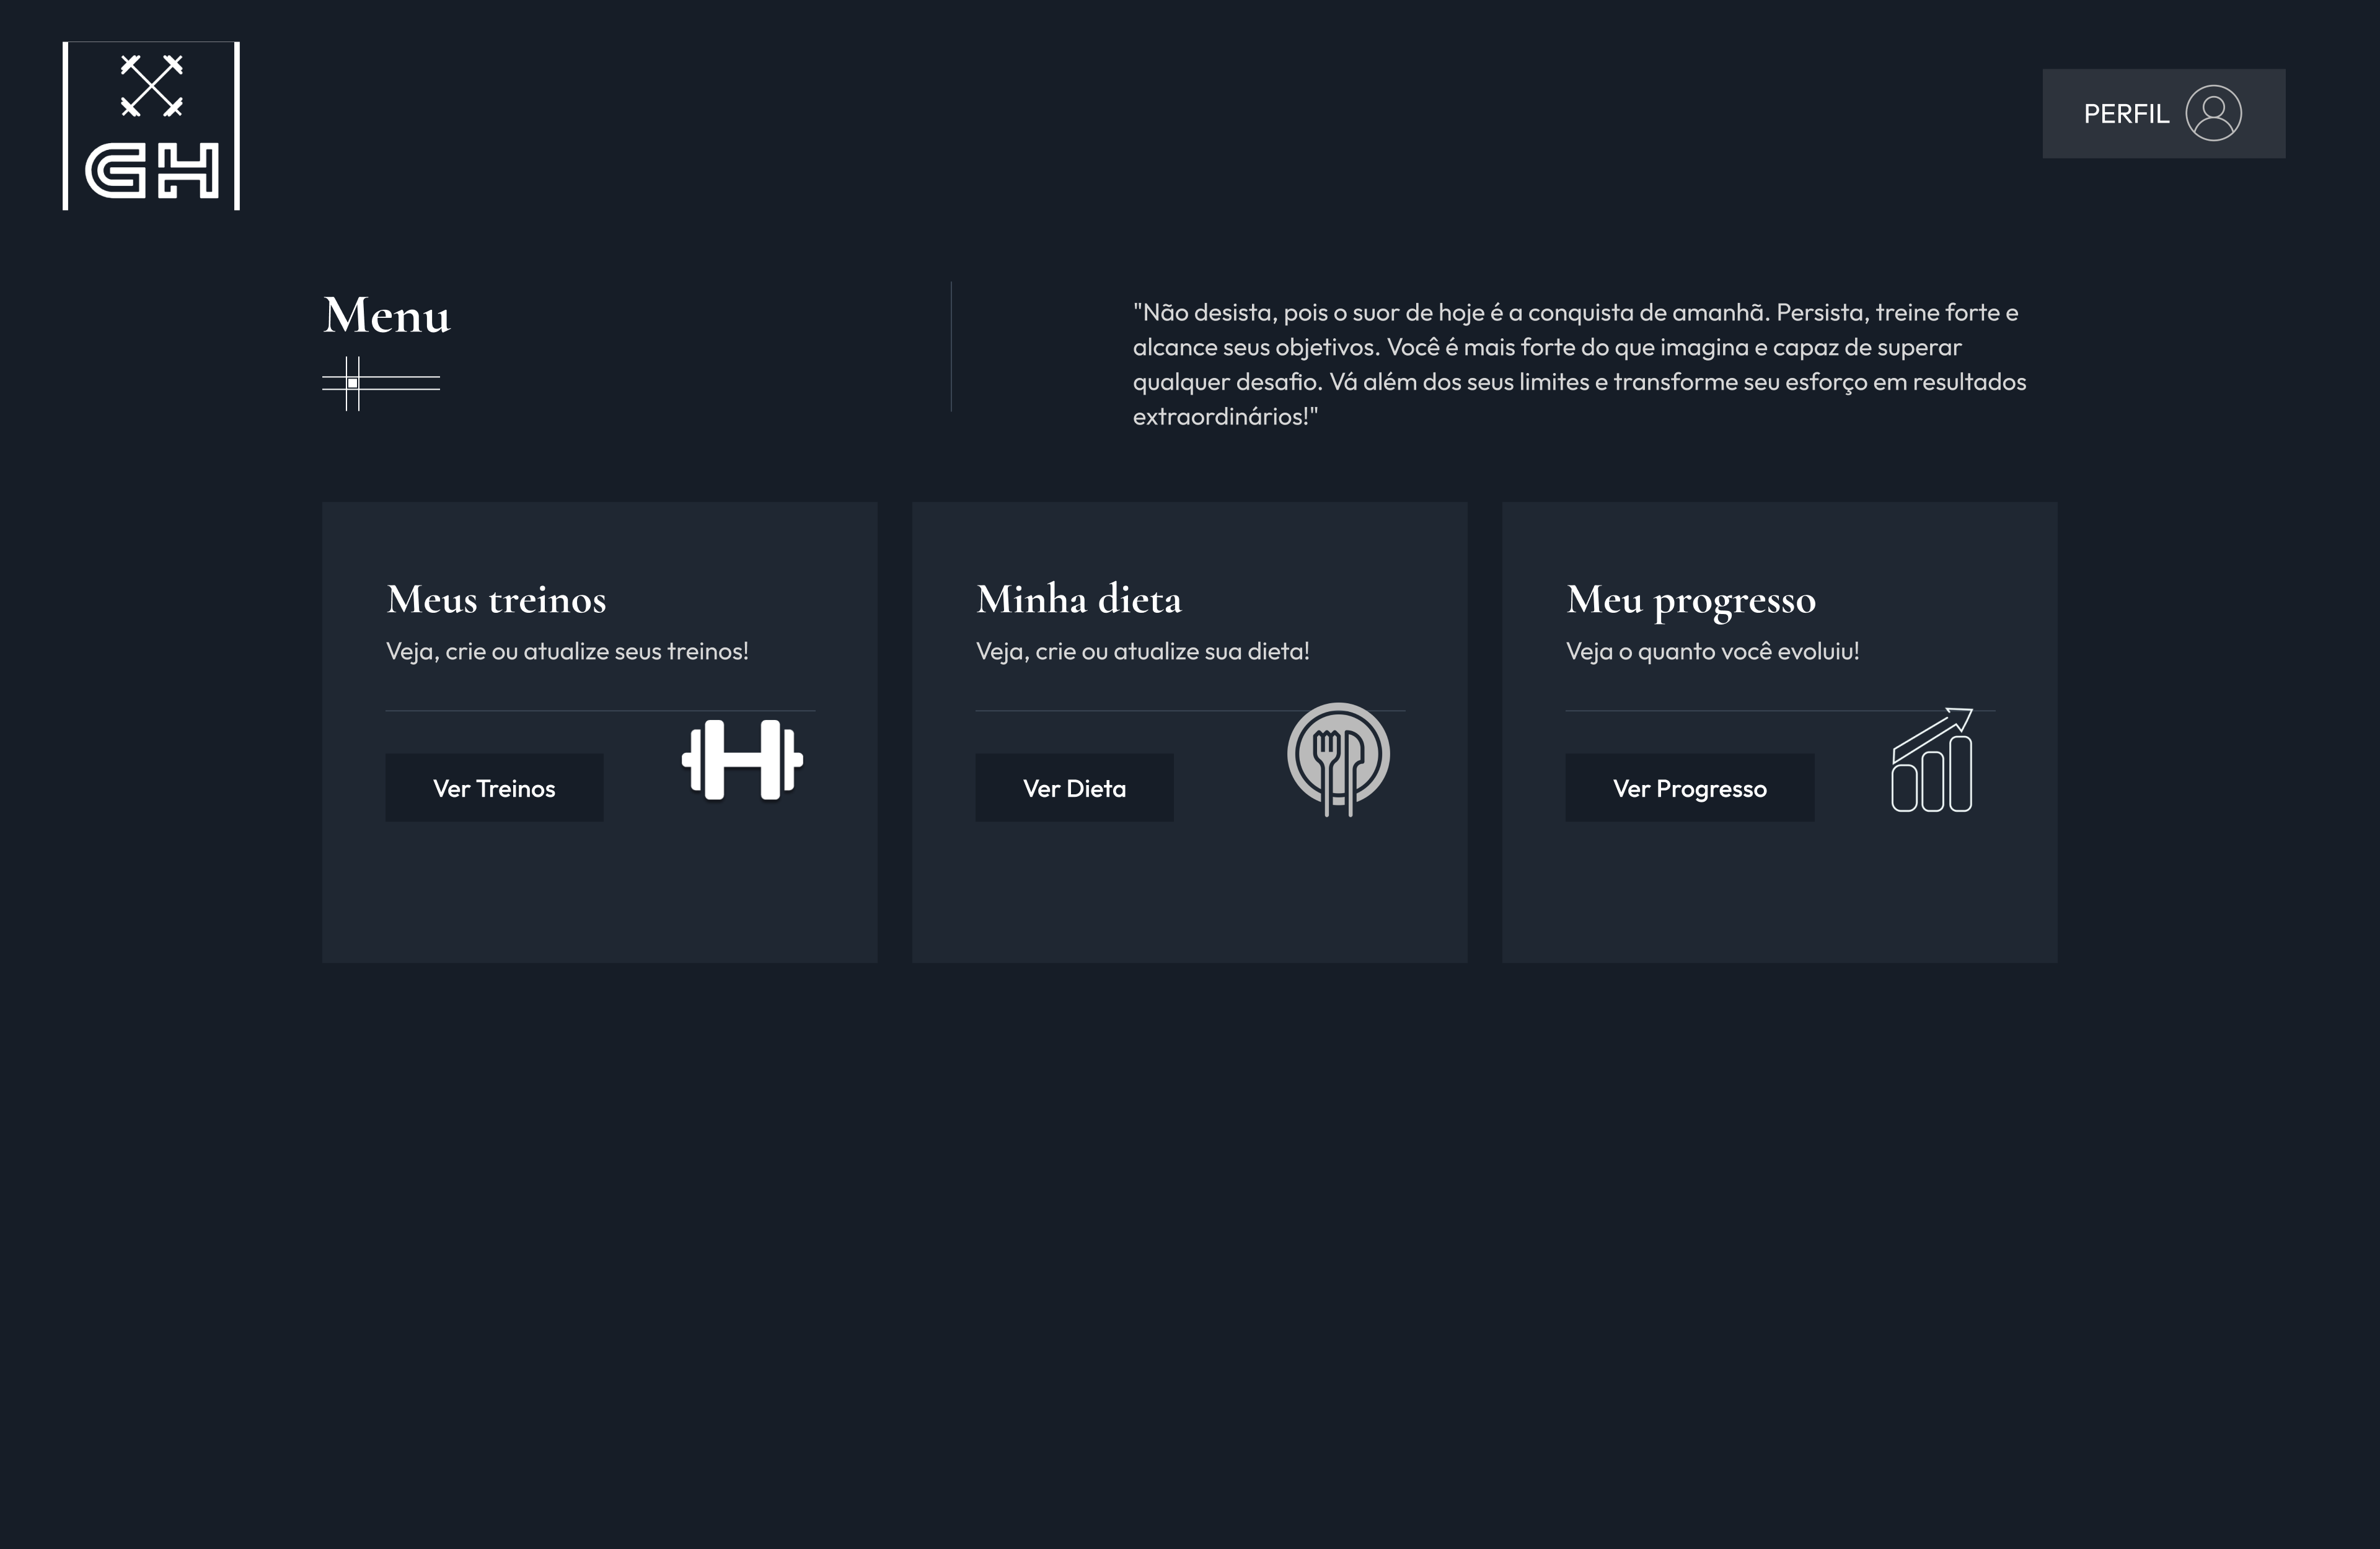 GH
PERFIL
Menu
"Não desista, pois o suor de hoje é a conquista de amanhã. Persista, treine forte e
alcance seus objetivos. Você é mais forte do que imagina e capaz de superar
qualquer desafio. Vá além dos seus limites e transforme seu esforço em resultados
extraordinários!"
Meus treinos
Veja, crie ou atualize seus treinos!
Ver Treinos
Minha dieta
Veja, crie ou atualize sua dieta!
Ver Dieta
Meu progresso
Veja o quanto você evoluiu!
Ver Progresso